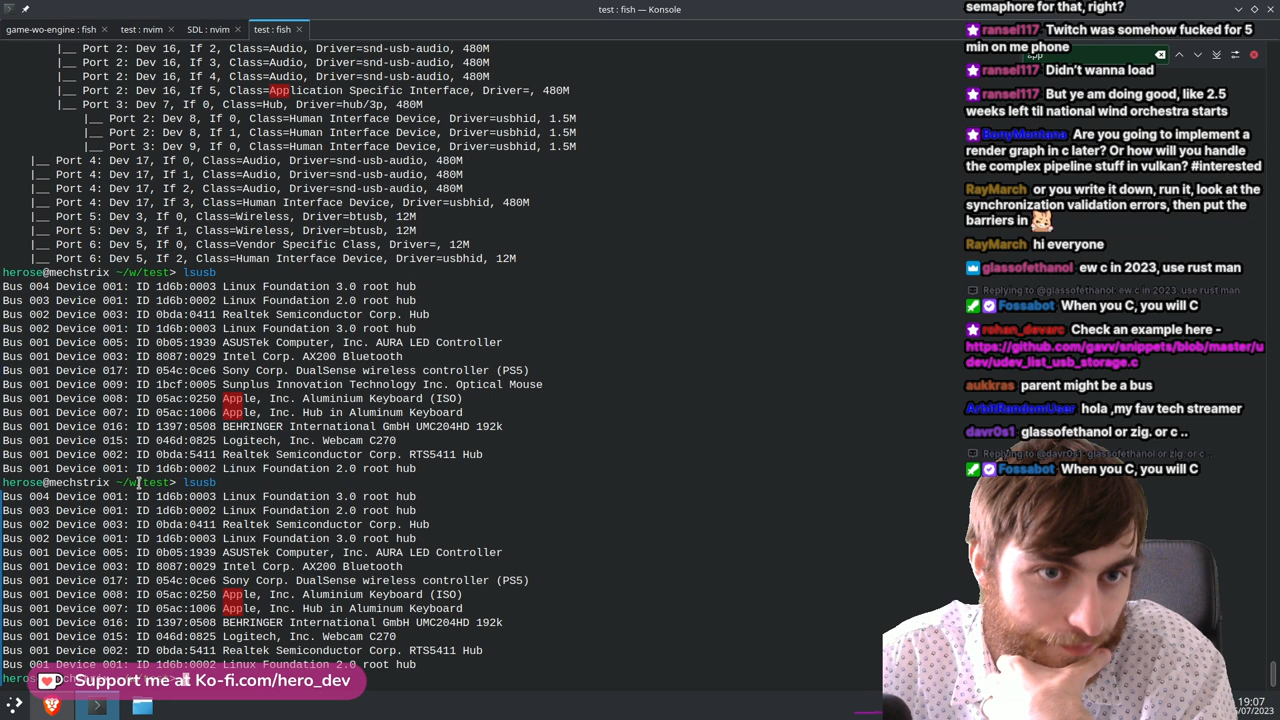 test : fish — Konsole
game-wo-engine : fish
test : nvim
SDL : nvim
test : fish
|__ Port 2: Dev 16, If 2, Class=Audio, Driver=snd-usb-audio, 480M
|__ Port 2: Dev 16, If 3, Class=Audio, Driver=snd-usb-audio, 480M
|__ Port 2: Dev 16, If 4, Class=Audio, Driver=snd-usb-audio, 480M
|__ Port 2: Dev 16, If 5, Class=Application Specific Interface, Driver=, 480M
|__ Port 3: Dev 7, If 0, Class=Hub, Driver=hub/3p, 480M
|__ Port 2: Dev 8, If 0, Class=Human Interface Device, Driver=usbhid, 1.5M
|__ Port 2: Dev 8, If 1, Class=Human Interface Device, Driver=usbhid, 1.5M
|__ Port 3: Dev 9, If 0, Class=Human Interface Device, Driver=usbhid, 1.5M
|__ Port 4: Dev 17, If 0, Class=Audio, Driver=snd-usb-audio, 480M
|__ Port 4: Dev 17, If 1, Class=Audio, Driver=snd-usb-audio, 480M
|__ Port 4: Dev 17, If 2, Class=Audio, Driver=snd-usb-audio, 480M
|__ Port 4: Dev 17, If 3, Class=Human Interface Device, Driver=usbhid, 480M
|__ Port 5: Dev 3, If 0, Class=Wireless, Driver=btusb, 12M
|__ Port 5: Dev 3, If 1, Class=Wireless, Driver=btusb, 12M
|__ Port 6: Dev 5, If 0, Class=Vendor Specific Class, Driver=, 12M
|__ Port 6: Dev 5, If 2, Class=Human Interface Device, Driver=usbhid, 12M
herose@mechstrix ~/w/test> lsusb
Bus 004 Device 001: ID 1d6b:0003 Linux Foundation 3.0 root hub
Bus 003 Device 001: ID 1d6b:0002 Linux Foundation 2.0 root hub
Bus 002 Device 003: ID 0bda:0411 Realtek Semiconductor Corp. Hub
Bus 002 Device 001: ID 1d6b:0003 Linux Foundation 3.0 root hub
Bus 001 Device 005: ID 0b05:1939 ASUSTek Computer, Inc. AURA LED Controller
Bus 001 Device 003: ID 8087:0029 Intel Corp. AX200 Bluetooth
Bus 001 Device 017: ID 054c:0ce6 Sony Corp. DualSense wireless controller (PS5)
Bus 001 Device 009: ID 1bcf:0005 Sunplus Innovation Technology Inc. Optical Mouse
Bus 001 Device 008: ID 05ac:0250 Apple, Inc. Aluminium Keyboard (ISO)
Bus 001 Device 007: ID 05ac:1006 Apple, Inc. Hub in Aluminum Keyboard
Bus 001 Device 016: ID 1397:0508 BEHRINGER International GmbH UMC204HD 192k
Bus 001 Device 015: ID 046d:0825 Logitech, Inc. Webcam C270
Bus 001 Device 002: ID 0bda:5411 Realtek Semiconductor Corp. RTS5411 Hub
Bus 001 Device 001: ID 1d6b:0002 Linux Foundation 2.0 root hub
herose@mechstrix ~/w/test> lsusb
Bus 004 Device 001: ID 1d6b:0003 Linux Foundation 3.0 root hub
Bus 003 Device 001: ID 1d6b:0002 Linux Foundation 2.0 root hub
Bus 002 Device 003: ID 0bda:0411 Realtek Semiconductor Corp. Hub
Bus 002 Device 001: ID 1d6b:0003 Linux Foundation 3.0 root hub
Bus 001 Device 005: ID 0b05:1939 ASUSTek Computer, Inc. AURA LED Controller
Bus 001 Device 003: ID 8087:0029 Intel Corp. AX200 Bluetooth
Bus 001 Device 017: ID 054c:0ce6 Sony Corp. DualSense wireless controller (PS5)
Bus 001 Device 008: ID 05ac:0250 Apple, Inc. Aluminium Keyboard (ISO)
Bus 001 Device 007: ID 05ac:1006 Apple, Inc. Hub in Aluminum Keyboard
Bus 001 Device 016: ID 1397:0508 BEHRINGER International GmbH UMC204HD 192k
Bus 001 Device 015: ID 046d:0825 Logitech, Inc. Webcam C270
Bus 001 Device 002: ID 0bda:5411 Realtek Semiconductor Corp. RTS5411 Hub
Bus 001 Device 001: ID 1d6b:0002 Linux Foundation 2.0 root hub
Support me at Ko-fi.com/hero_dev
semaphore for that, right?
ransel117 Twitch was somehow fucked for 5
min on me phone
app
ransel117 Didn't wanna load
ransel117 But ye am doing good, like 2.5
weeks left til national wind orchestra starts
BonyMontana Are you going to implement a
render graph in c later? Or how will you handle
the complex pipeline stuff in vulkan? #interested
RayMarch or you write it down, run it, look at the
synchronization validation errors, then put the
barriers in
RayMarch hi everyone
glassofethanol ew c in 2023, use rust man
Replying to @glassofethanol: ew c in 2023, use rust man
Fossabot When you C, you will C
rohan_devarc Check an example here -
https://github.com/gavv/snippets/blob/master/u
dev/udev_list_usb_storage.c
aukkras parent might be a bus
ArbitRandomUser hola ,my fav tech streamer
davr0s1 glassofethanol or zig. or c ..
Replying to @davr0s1: glassofethanol or zig. or c ..
Fossabot When you C, you will C
19:07
/07/2023